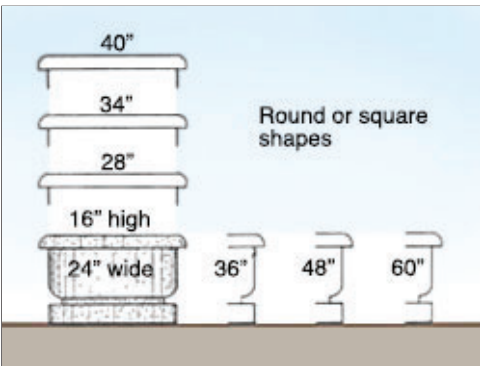 40”
34”
Round or square
shapes
28”
16” high
24” wide
36”
48”
60”